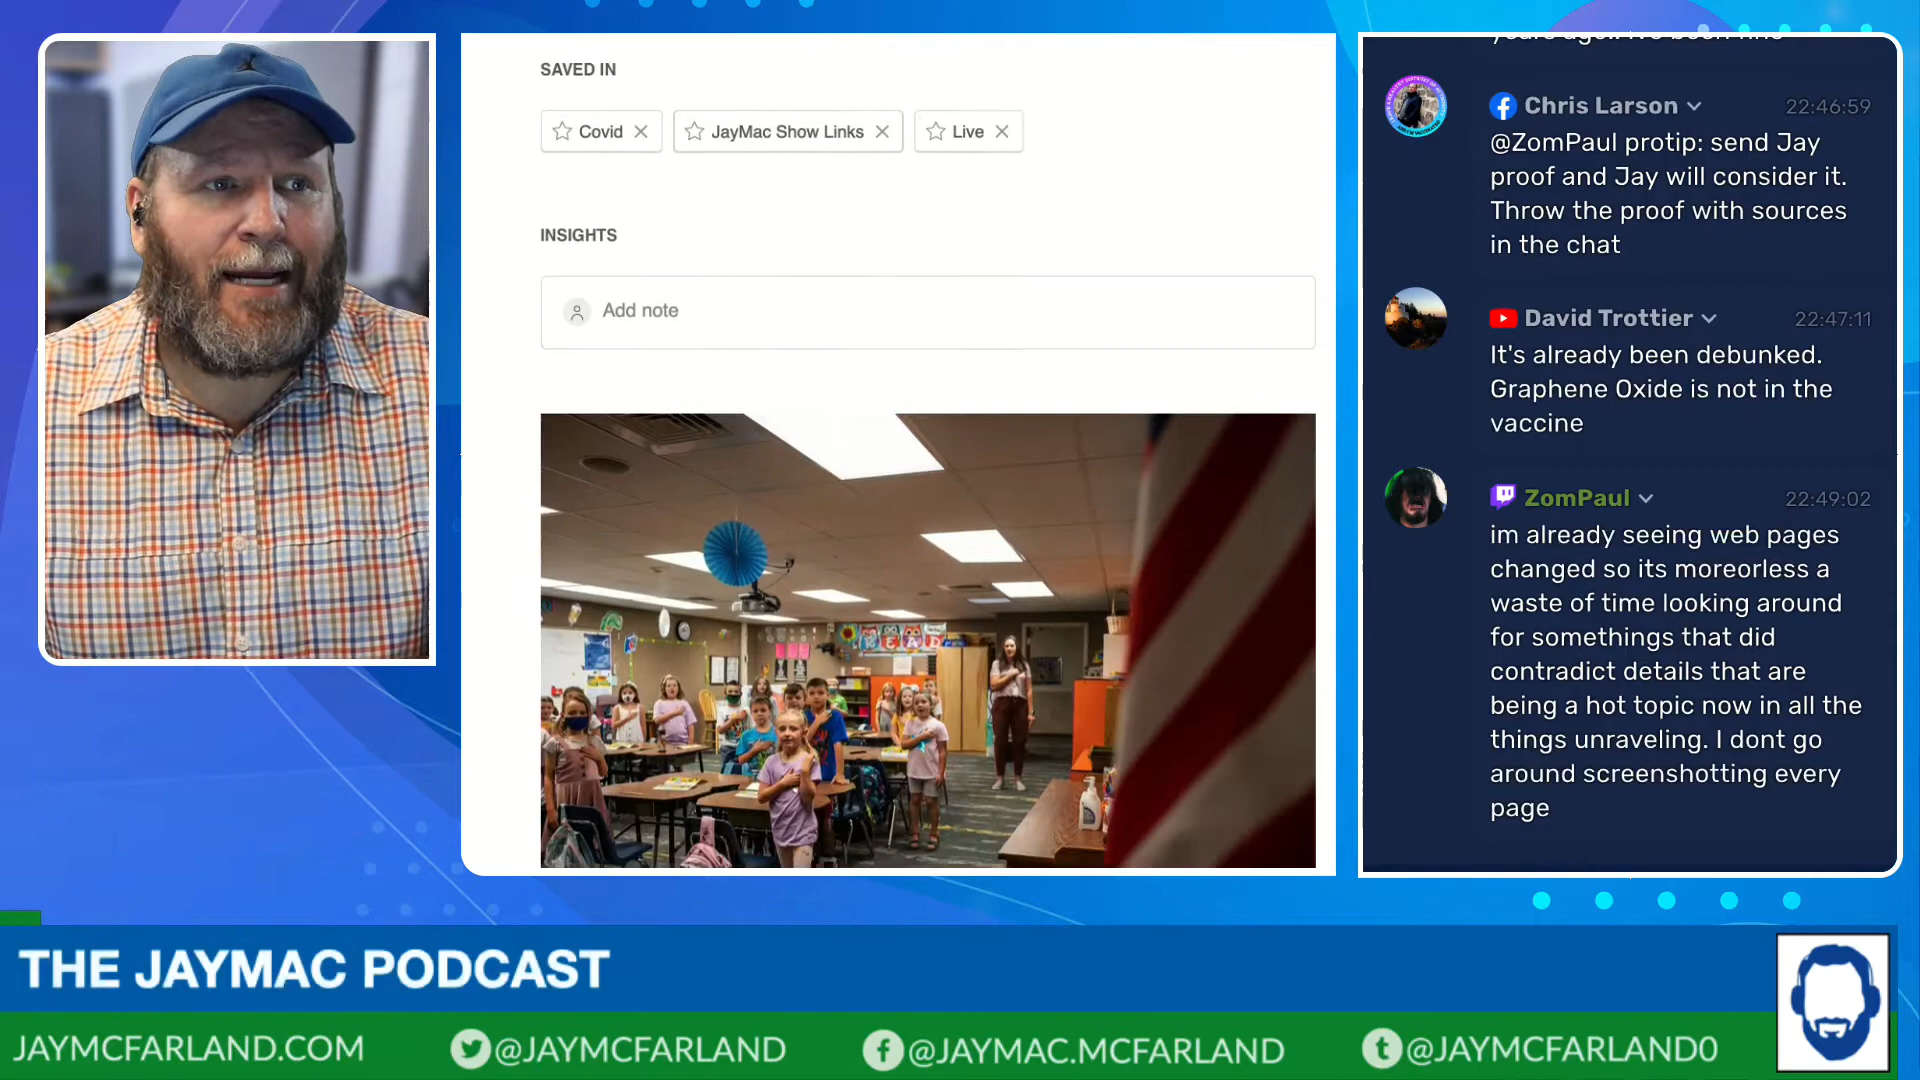 SAVED IN
Covid
JayMac Show Links
Live
INSIGHTS
Add note
READ
Chris Larson
22:46:59
@ZomPaul protip: send Jay
proof and Jay will consider it.
Throw the proof with sources
in the chat
David Trottier
22:47:11
It's already been debunked.
Graphene Oxide is not in the
vaccine
ZomPaul
22:49:02
im already seeing web pages
changed so its moreorless a
waste of time looking around
for somethings that did
contradict details that are
being a hot topic now in all the
things unraveling. I dont go
around screenshotting every
page
THE JAYMAC PODCAST
JAYMCFARLAND.COM
@JAYMCFARLAND
@JAYMAC.MCFARLAND
@JAYMCFARLAND0